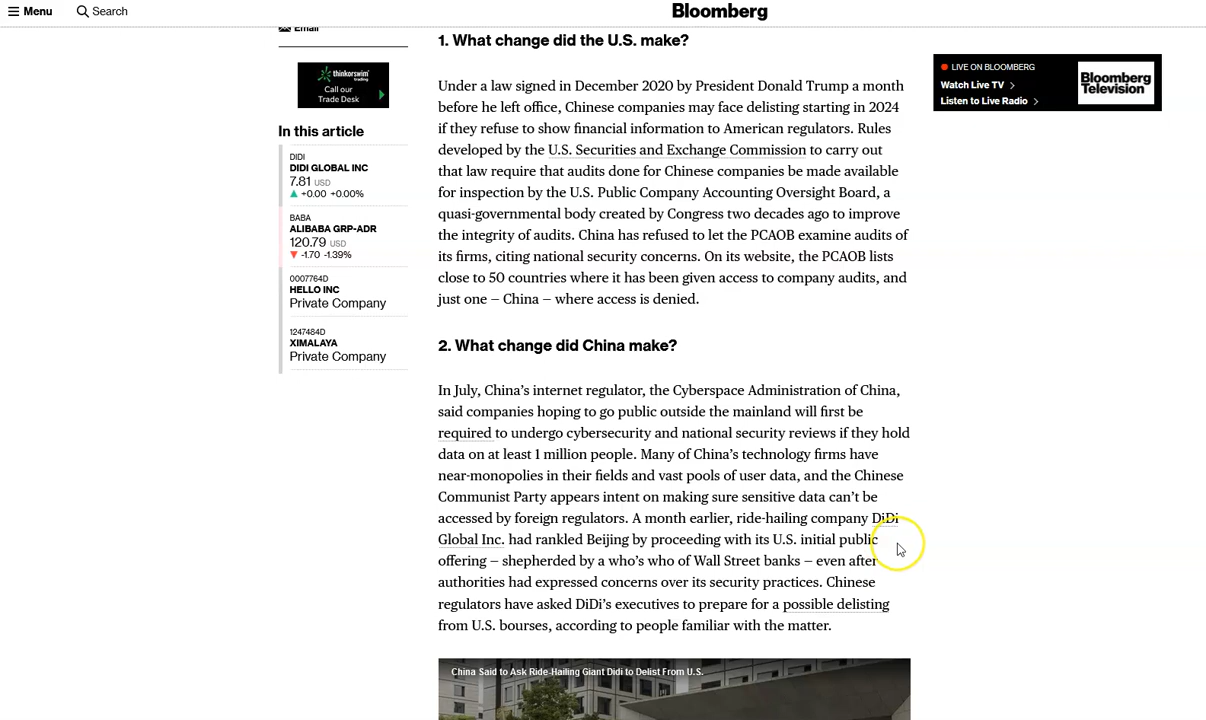 Menu
Search
Bloomberg
Email
1. What change did the U.S. make?
thinkorswim
trading
Call our
Trade Desk
LIVE ON BLOOMBERG
Watch Live TV
Listen to Live Radio
Bloomberg
Television
In this article
DIDI
DIDI GLOBAL INC
7.81 USD
+0.00 +0.00%
BABA
ALIBABA GRP-ADR
120.79 USD
-1.70 -1.39%
0007764D
HELLO INC
Private Company
1247484D
XIMALAYA
Private Company
Under a law signed in December 2020 by President Donald Trump a month
before he left office, Chinese companies may face delisting starting in 2024
if they refuse to show financial information to American regulators. Rules
developed by the U.S. Securities and Exchange Commission to carry out
that law require that audits done for Chinese companies be made available
for inspection by the U.S. Public Company Accounting Oversight Board, a
quasi-governmental body created by Congress two decades ago to improve
the integrity of audits. China has refused to let the PCAOB examine audits of
its firms, citing national security concerns. On its website, the PCAOB lists
close to 50 countries where it has been given access to company audits, and
just one – China – where access is denied.
2. What change did China make?
In July, China's internet regulator, the Cyberspace Administration of China,
said companies hoping to go public outside the mainland will first be
required to undergo cybersecurity and national security reviews if they hold
data on at least 1 million people. Many of China's technology firms have
near-monopolies in their fields and vast pools of user data, and the Chinese
Communist Party appears intent on making sure sensitive data can't be
accessed by foreign regulators. A month earlier, ride-hailing company DiDi
Global Inc. had rankled Beijing by proceeding with its U.S. initial public
offering – shepherded by a who's who of Wall Street banks – even after
authorities had expressed concerns over its security practices. Chinese
regulators have asked DiDi's executives to prepare for a possible delisting
from U.S. bourses, according to people familiar with the matter.
China Said to Ask Ride-Hailing Giant Didi to Delist From U.S.